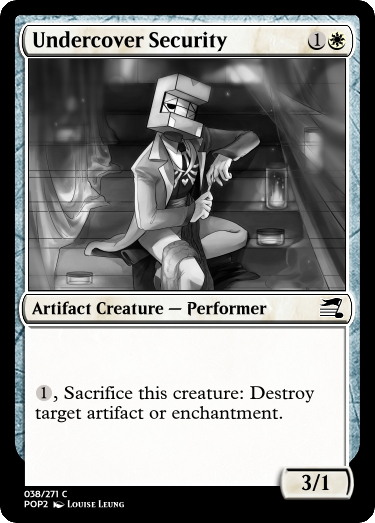 Undercover Security 1
Artifact Creature — Performer
1, Sacrifice this creature: Destroy
target artifact or enchantment.
3/1
038/271 C
POP2 Louise Leung